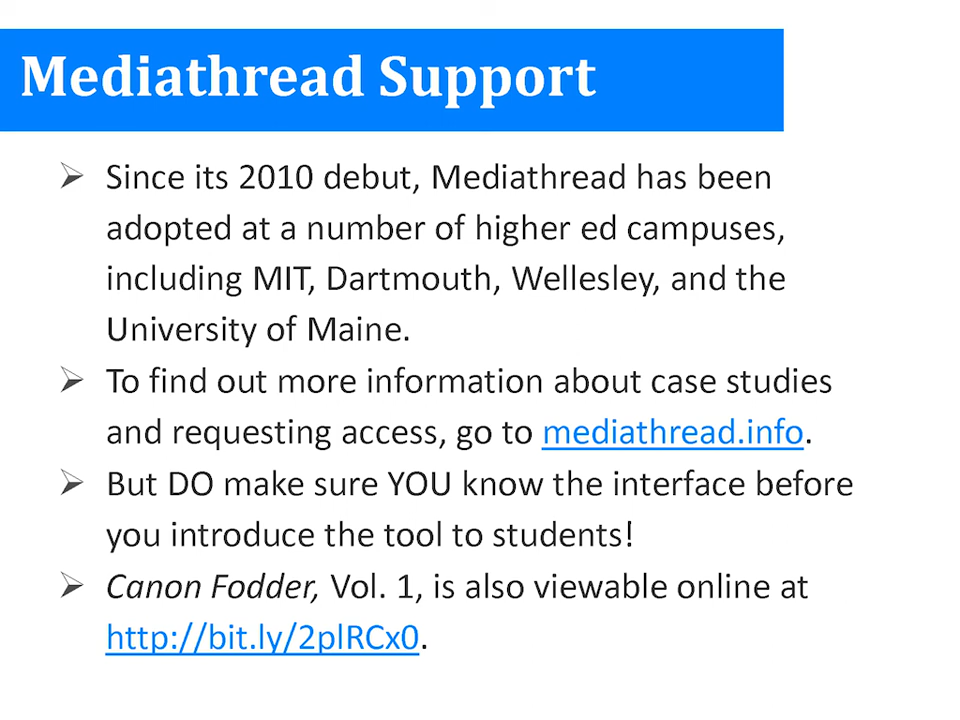 Mediathread Support
➢ Since its 2010 debut, Mediathread has been
adopted at a number of higher ed campuses,
including MIT, Dartmouth, Wellesley, and the
University of Maine.
➢ To find out more information about case studies
and requesting access, go to mediathread.info.
➢ But DO make sure YOU know the interface before
you introduce the tool to students!
➢ Canon Fodder, Vol. 1, is also viewable online at
http://bit.ly/2plRCx0.